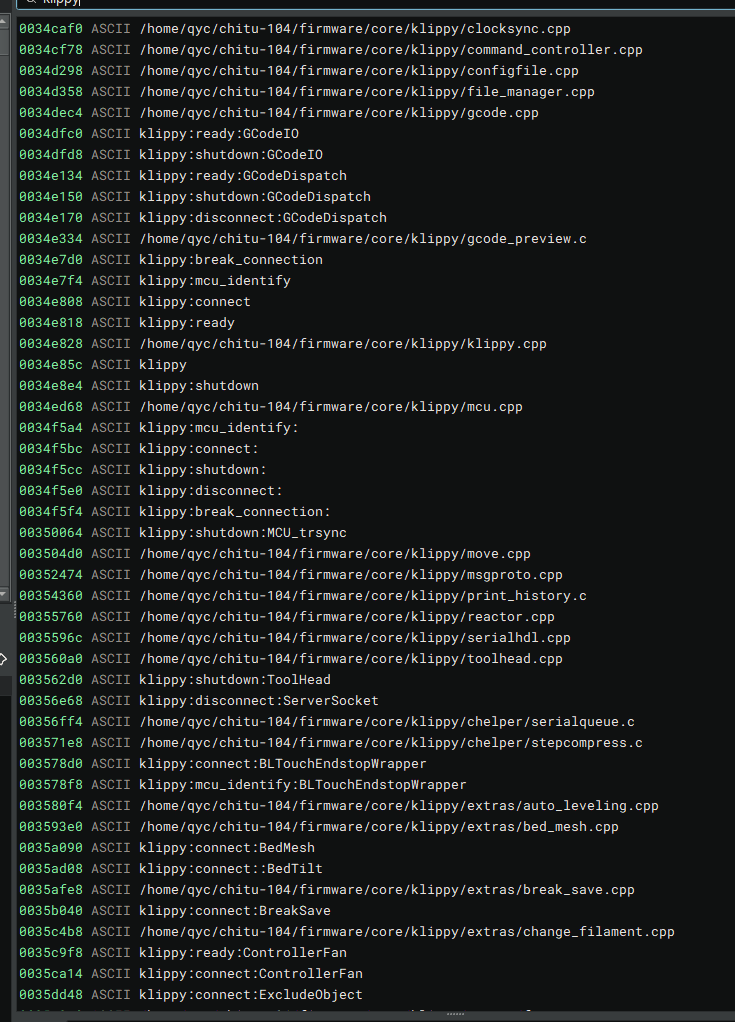 klippy
0034caf0 ASCII /home/qyc/chitu-104/firmware/core/klippy/clocksync.cpp
0034cf78 ASCII /home/qyc/chitu-104/firmware/core/klippy/command_controller.cpp
0034d298 ASCII /home/qyc/chitu-104/firmware/core/klippy/configfile.cpp
0034d358 ASCII /home/qyc/chitu-104/firmware/core/klippy/file_manager.cpp
0034dec4 ASCII /home/qyc/chitu-104/firmware/core/klippy/gcode.cpp
0034dfc0 ASCII klippy:ready:GCodeIO
0034dfd8 ASCII klippy:shutdown:GCodeIO
0034e134 ASCII klippy:ready:GCodeDispatch
0034e150 ASCII klippy:shutdown:GCodeDispatch
0034e170 ASCII klippy:disconnect:GCodeDispatch
0034e334 ASCII /home/qyc/chitu-104/firmware/core/klippy/gcode_preview.c
0034e7d0 ASCII klippy:break_connection
0034e7f4 ASCII klippy:mcu_identify
0034e808 ASCII klippy:connect
0034e818 ASCII klippy:ready
0034e828 ASCII /home/qyc/chitu-104/firmware/core/klippy/klippy.cpp
0034e85c ASCII klippy
0034e8e4 ASCII klippy:shutdown
0034ed68 ASCII /home/qyc/chitu-104/firmware/core/klippy/mcu.cpp
0034f5a4 ASCII klippy:mcu_identify:
0034f5bc ASCII klippy:connect:
0034f5cc ASCII klippy:shutdown:
0034f5e0 ASCII klippy:disconnect:
0034f5f4 ASCII klippy:break_connection:
00350064 ASCII klippy:shutdown:MCU_trsync
003504d0 ASCII /home/qyc/chitu-104/firmware/core/klippy/move.cpp
00352474 ASCII /home/qyc/chitu-104/firmware/core/klippy/msgproto.cpp
00354360 ASCII /home/qyc/chitu-104/firmware/core/klippy/print_history.c
00355760 ASCII /home/qyc/chitu-104/firmware/core/klippy/reactor.cpp
0035596c ASCII /home/qyc/chitu-104/firmware/core/klippy/serialhdl.cpp
003560a0 ASCII /home/qyc/chitu-104/firmware/core/klippy/toolhead.cpp
003562d0 ASCII klippy:shutdown:ToolHead
00356e68 ASCII klippy:disconnect:ServerSocket
00356ff4 ASCII /home/qyc/chitu-104/firmware/core/klippy/chelper/serialqueue.c
003571e8 ASCII /home/qyc/chitu-104/firmware/core/klippy/chelper/stepcompress.c
003578d0 ASCII klippy:connect:BLTouchEndstopWrapper
003578f8 ASCII klippy:mcu_identify:BLTouchEndstopWrapper
003580f4 ASCII /home/qyc/chitu-104/firmware/core/klippy/extras/auto_leveling.cpp
003593e0 ASCII /home/qyc/chitu-104/firmware/core/klippy/extras/bed_mesh.cpp
0035a090 ASCII klippy:connect:BedMesh
0035ad08 ASCII klippy:connect::BedTilt
0035afe8 ASCII /home/qyc/chitu-104/firmware/core/klippy/extras/break_save.cpp
0035b040 ASCII klippy:connect:BreakSave
0035c4b8 ASCII /home/qyc/chitu-104/firmware/core/klippy/extras/change_filament.cpp
0035c9f8 ASCII klippy:ready:ControllerFan
0035ca14 ASCII klippy:connect:ControllerFan
0035dd48 ASCII klippy:connect:ExcludeObject